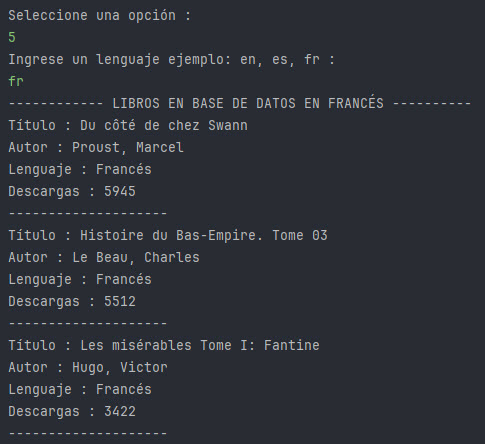 Seleccione una opción :
5
Ingrese un lenguaje ejemplo: en, es, fr :
fr
------------ LIBROS EN BASE DE DATOS EN FRANCÉS ----------
Título : Du côté de chez Swann
Autor : Proust, Marcel
Lenguaje : Francés
Descargas : 5945
--------------------
Título : Histoire du Bas-Empire. Tome 03
Autor : Le Beau, Charles
Lenguaje : Francés
Descargas : 5512
--------------------
Título : Les misérables Tome I: Fantine
Autor : Hugo, Victor
Lenguaje : Francés
Descargas : 3422
--------------------